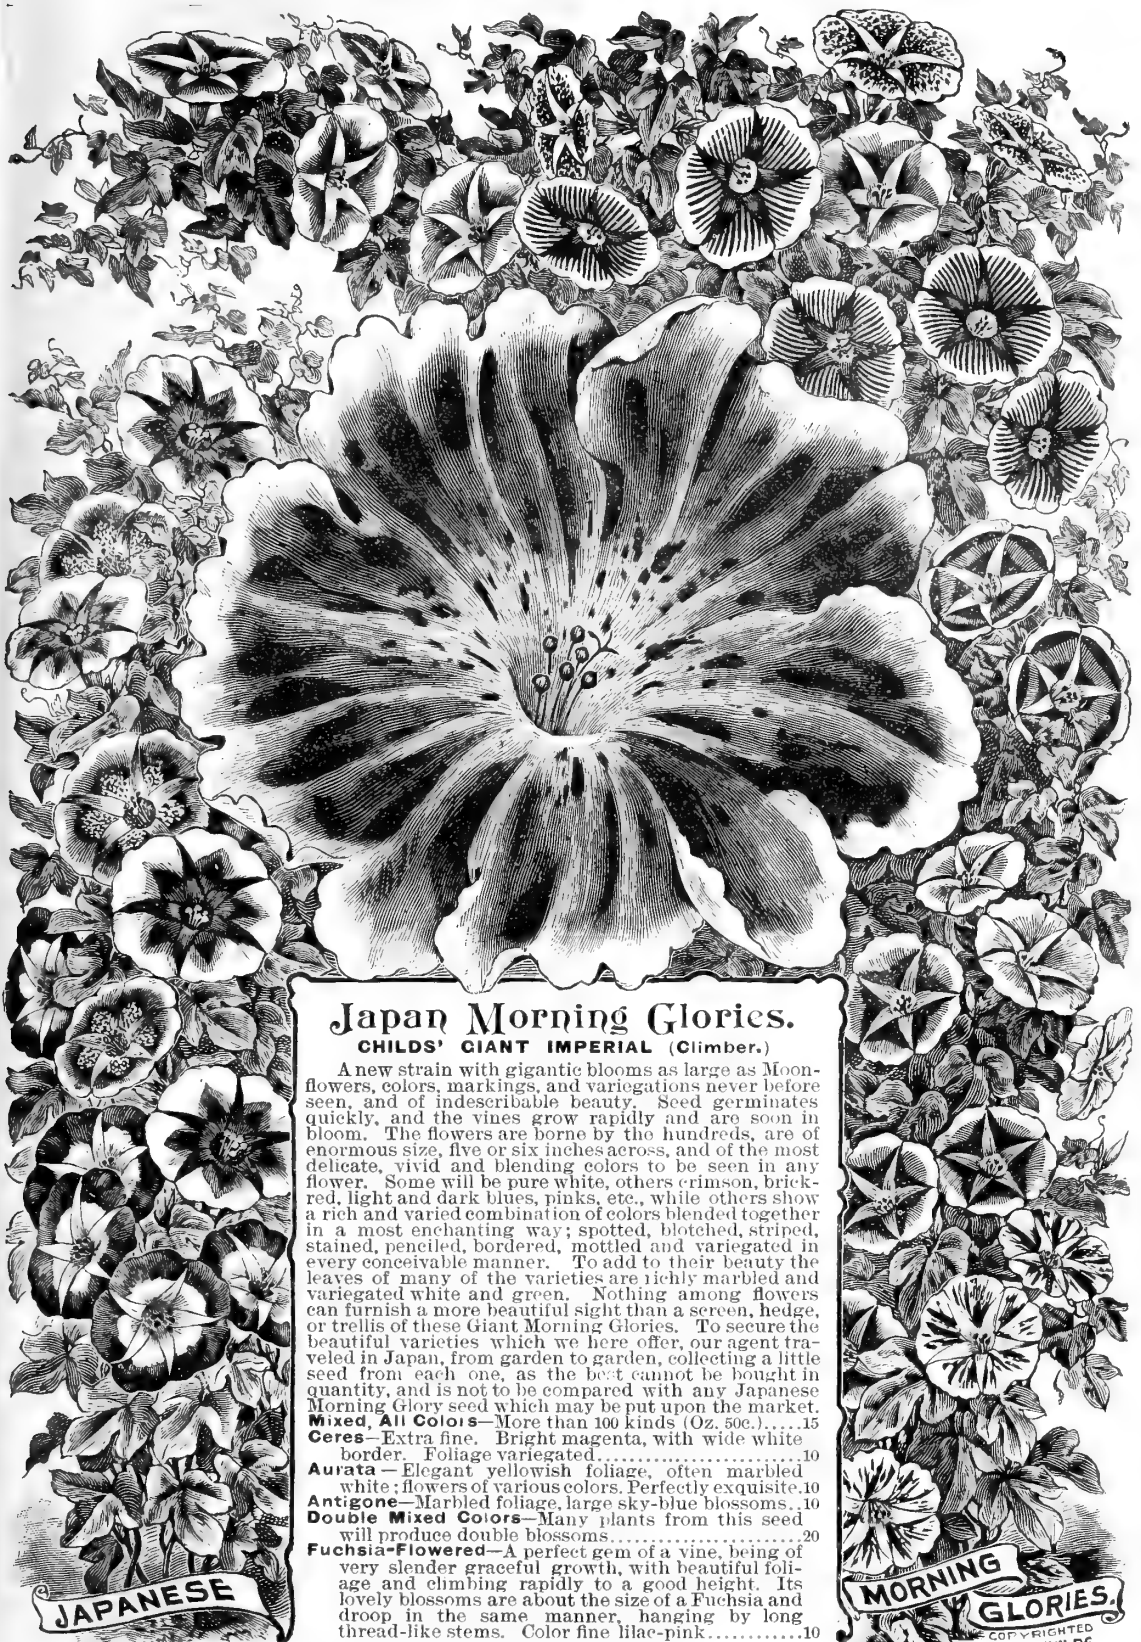 Japan Morning Glories.
CHILDS' GIANT IMPERIAL (Climber.)
A new strain with gigantic blooms as large as Moon-
flowers, colors, markings, and variegations never before
seen, and of indescribable beauty. Seed germinates
quickly, and the vines grow rapidly and are soon in
bloom. The flowers are borne by the hundreds, are of
enormous size, five or six inches across, and of the most
delicate, vivid and blending colors to be seen in any
flower. Some will be pure white, others crimson, brick-
red, light and dark blues, pinks, etc., while others show
a rich and varied combination of colors blended together
in a most enchanting way; spotted, blotched, striped,
stained, penciled, bordered, mottled and variegated in
every conceivable manner. To add to their beauty the
leaves of many of the varieties are richly marbled and
variegated white and green. Nothing among flowers
can furnish a more beautiful sight than a screen, hedge,
or trellis of these Giant Morning Glories. To secure the
beautiful varieties which we here offer, our agent tra-
veled in Japan, from garden to garden, collecting a little
seed from each one, as the best cannot be bought in
quantity, and is not to be compared with any Japanese
Morning Glory seed which may be put upon the market.
Mixed, All Colors—More than 100 kinds (Oz. 50c.).....15
Ceres—Extra fine. Bright magenta, with wide white
border. Foliage variegated..........................10
Aurata—Elegant yellowish foliage, often marbled
white; flowers of various colors. Perfectly exquisite.10
Antigone—Marbled foliage, large sky-blue blossoms..10
Double Mixed Colors—Many plants from this seed
will produce double blossoms........................20
Fuchsia-Flowered—A perfect gem of a vine, being of
very slender graceful growth, with beautiful foli-
age and climbing rapidly to a good height. Its
lovely blossoms are about the size of a Fuchsia and
droop in the same manner, hanging by long
thread-like stems. Color fine lilac-pink............10
JAPANESE
MORNING
GLORIES.
COPYRIGHTED